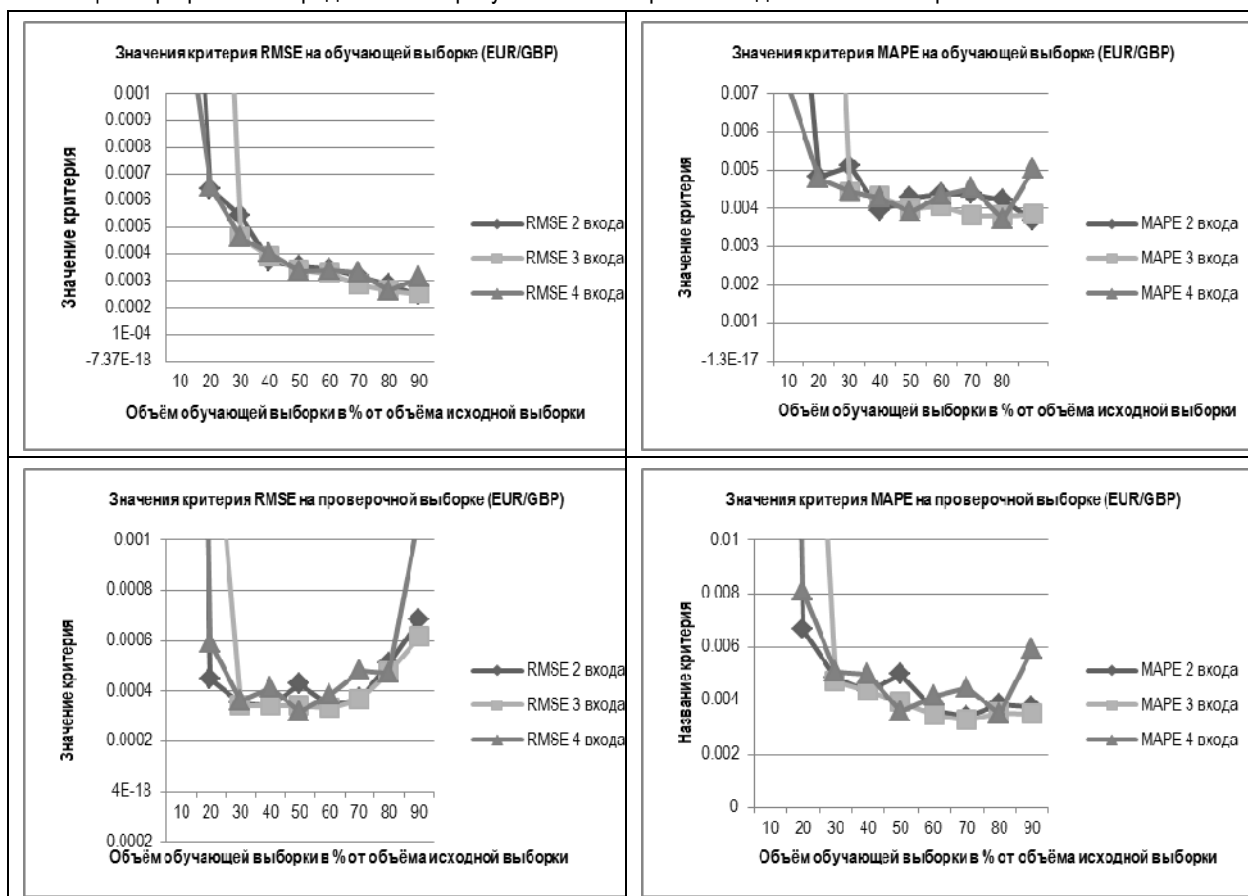 Значения критерия RMSE на обучающей выборке (EUR/GBP)
0.001
0.0009
0.0008
0.0007
0.0006
0.0005
0.0004
0.0003
0.0002
1E-04
-7.37E-18
Значение критерия
10 20 30 40 50 60 70 80 90
Объём обучающей выборки в % от объёма исходной выборки
RMSE 2 входа
RMSE 3 входа
RMSE 4 входа
Значения критерия MAPE на обучающей выборке (EUR/GBP)
0.007
0.006
0.005
0.004
0.003
0.002
0.001
-1.3E-17
Значение критерия
10 20 30 40 50 60 70 80
Объём обучающей выборки в % от объёма исходной выборки
MAPE 2 входа
MAPE 3 входа
MAPE 4 входа
Значения критерия RMSE на проверочной выборке (EUR/GBP)
0.001
0.0008
0.0006
0.0004
0.0002
4E-18
0.0002
Значение критерия
10 20 30 40 50 60 70 80 90
Объём обучающей выборки в % от объёма исходной выборки
RMSE 2 входа
RMSE 3 входа
RMSE 4 входа
Значения критерия MAPE на проверочной выборке (EUR/GBP)
0.01
0.008
0.006
0.004
0.002
0
Название критерия
10 20 30 40 50 60 70 80 90
Объём обучающей выборки в % от объёма исходной выборки
MAPE 2 входа
MAPE 3 входа
MAPE 4 входа